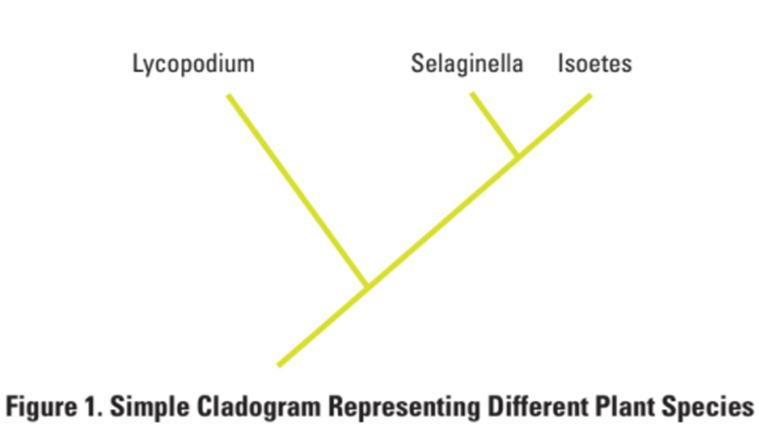 Lycopodium Selaginella Isoetes
Figure 1. Simple Cladogram Representing Different Plant Species